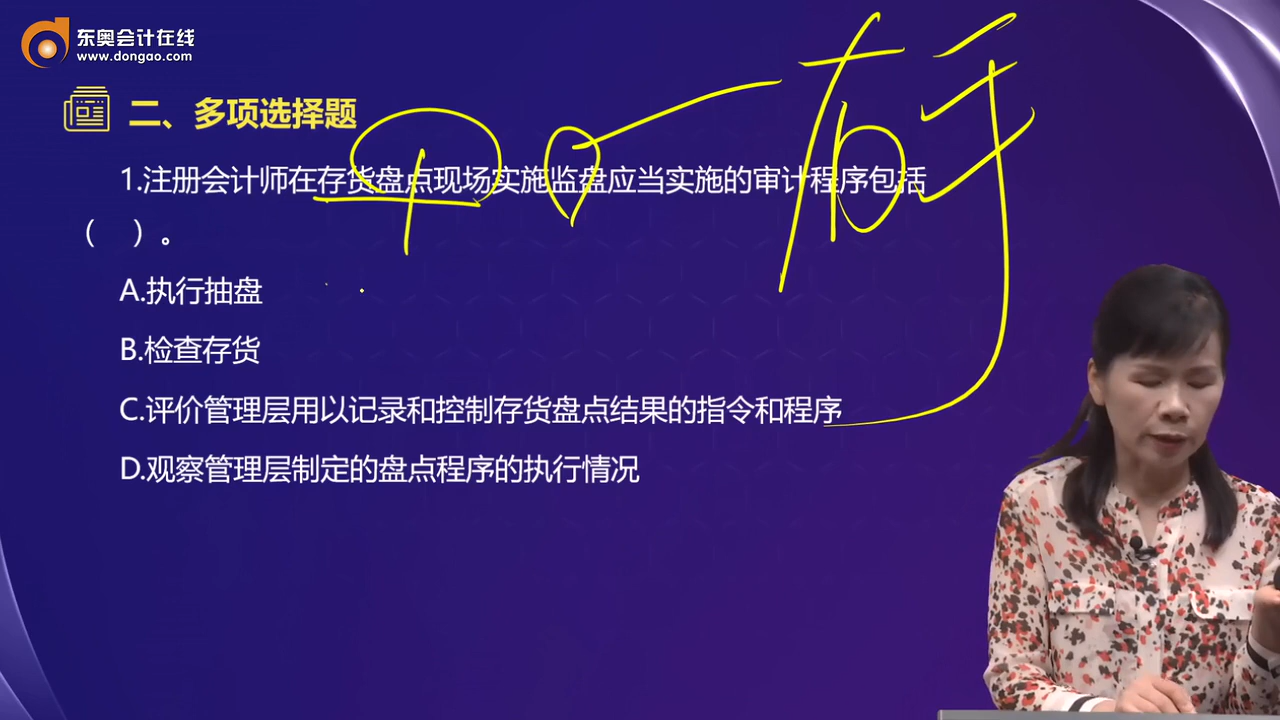 东奥会计在线
www.dongao.com
二、多项选择题
1.注册会计师在存货盘点现场实施监盘应当实施的审计程序包括
( )。
A.执行抽盘
B.检查存货
C.评价管理层用以记录和控制存货盘点结果的指令和程序
D.观察管理层制定的盘点程序的执行情况